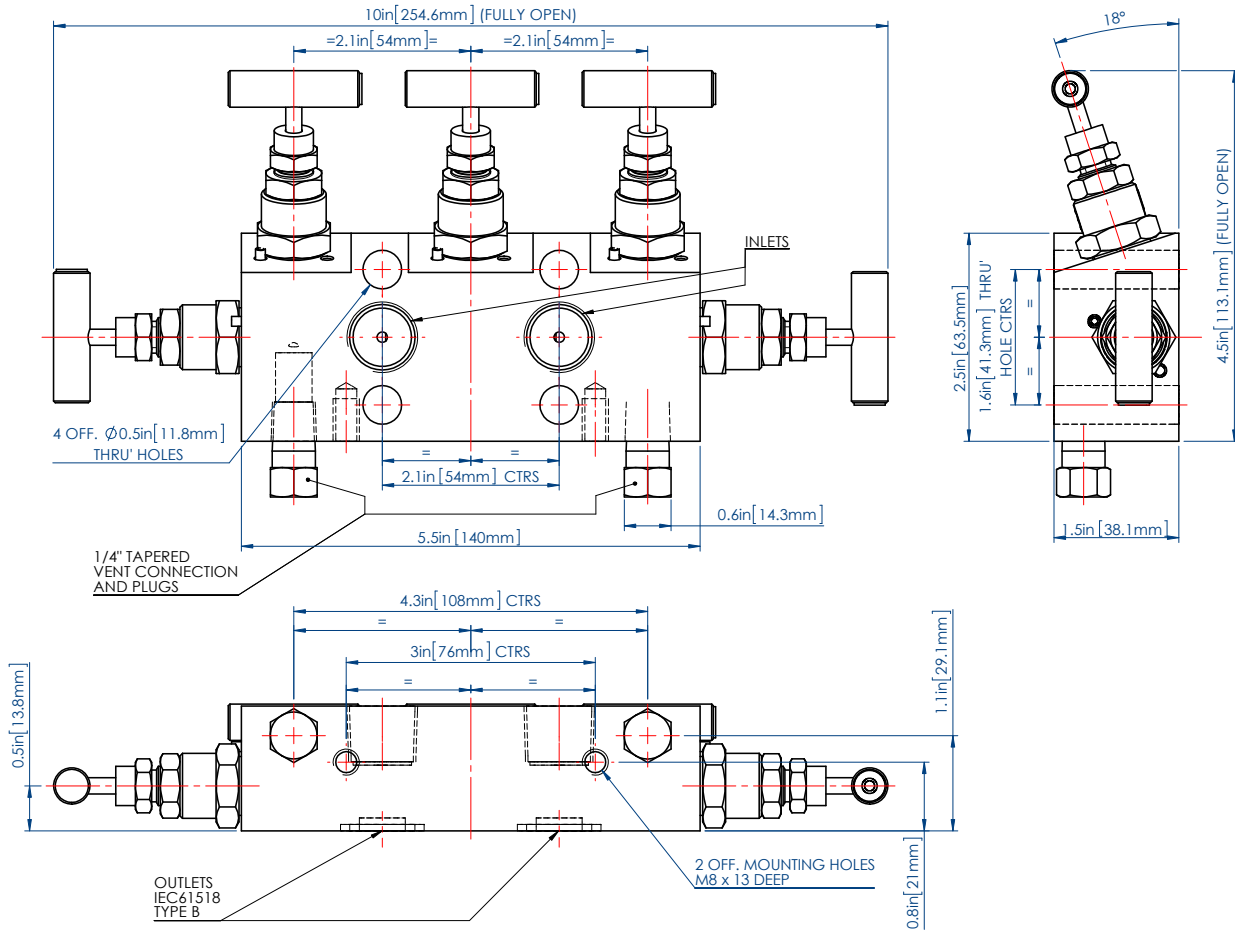 10in[254.6mm] (FULLY OPEN)
=2.1in[54mm]=
=2.1in[54mm]=
18°
INLETS
4 OFF. Ø0.5in[11.8mm]
THRU' HOLES
=
=
2.1in[54mm] CTRS
0.6in[14.3mm]
5.5in[140mm]
1/4" TAPERED
VENT CONNECTION
AND PLUGS
2.5in[63.5mm]
1.6in[41.3mm] THRU'
HOLE CTRS
=
=
4.5in[113.1mm] (FULLY OPEN)
1.5in[38.1mm]
4.3in[108mm] CTRS
=
=
3in[76mm] CTRS
=
=
0.5in[13.8mm]
1.1in[29.1mm]
0.8in[21mm]
OUTLETS
IEC61518
TYPE B
2 OFF. MOUNTING HOLES
M8 x 13 DEEP